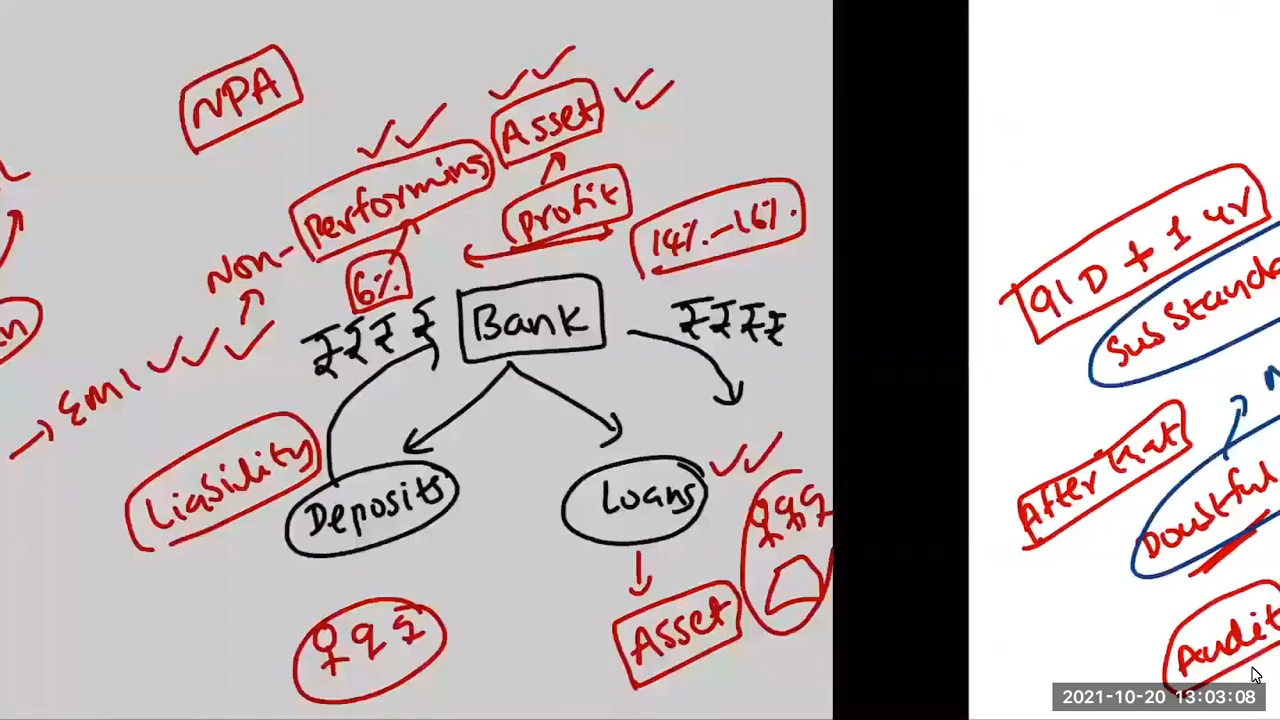 NPA
Asset
Performing
Profit
14%.-16%.
Non-
6%
₹ ₹ ₹ ₹
Bank
₹ ₹ ₹ ₹
→ EMI
Liability
Deposits
Loans
Asset
91 D + 1 yr
Sub Standa
After that
Doubtful
Audit
2021-10-20 13:03:08